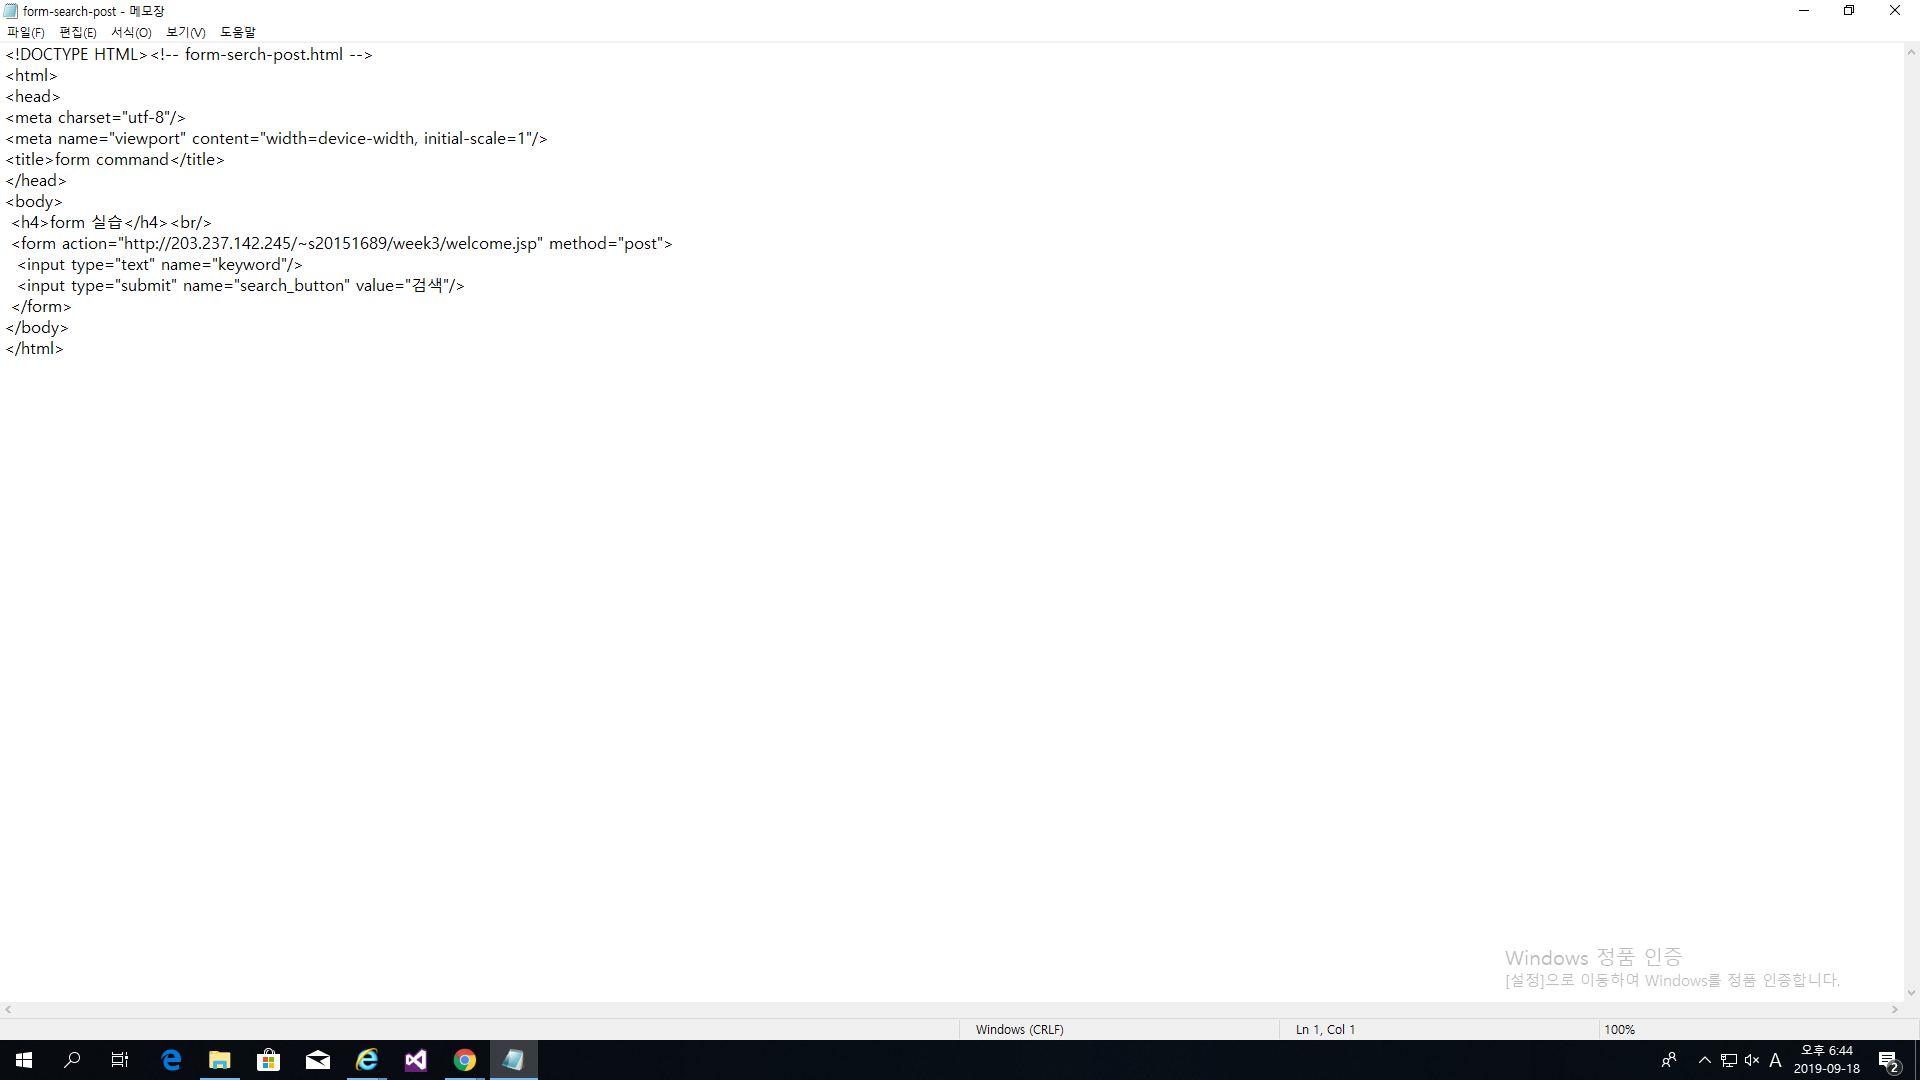 form-search-post - 메모장
파일(F) 편집(E) 서식(O) 보기(V) 도움말
<!DOCTYPE HTML><!-- form-serch-post.html -->
<html>
<head>
<meta charset="utf-8"/>
<meta name="viewport" content="width=device-width, initial-scale=1"/>
<title>form command</title>
</head>
<body>
<h4>form 실습</h4><br/>
<form action="http://203.237.142.245/~s20151689/week3/welcome.jsp" method="post">
<input type="text" name="keyword"/>
<input type="submit" name="search_button" value="검색"/>
</form>
</body>
</html>
Windows 정품 인증
[설정]으로 이동하여 Windows를 정품 인증합니다.
Windows (CRLF) Ln 1, Col 1 100%
A 오후 6:44
2019-09-18 2